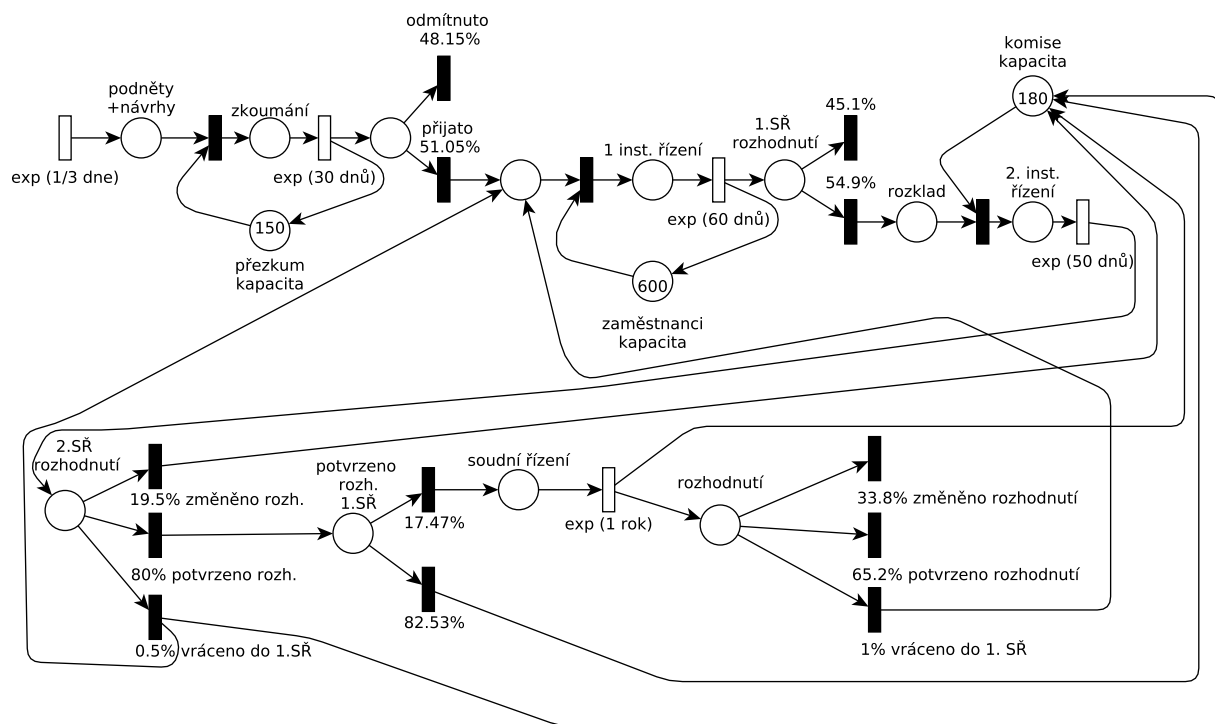 odmítnuto
48.15%
komise
kapacita
180
podněty
+návrhy
zkoumání
exp (1/3 dne)
exp (30 dnů)
přijato
51.05%
150
přezkum
kapacita
1 inst. řízení
exp (60 dnů)
600
zaměstnanci
kapacita
1.SŘ
rozhodnutí
45.1%
54.9%
rozklad
2. inst.
řízení
exp (50 dnů)
2.SŘ
rozhodnutí
19.5% změněno rozh.
80% potvrzeno rozh.
0.5% vráceno do 1.SŘ
potvrzeno
rozh.
1.SŘ
17.47%
82.53%
soudní řízení
exp (1 rok)
rozhodnutí
33.8% změněno rozhodnutí
65.2% potvrzeno rozhodnutí
1% vráceno do 1. SŘ